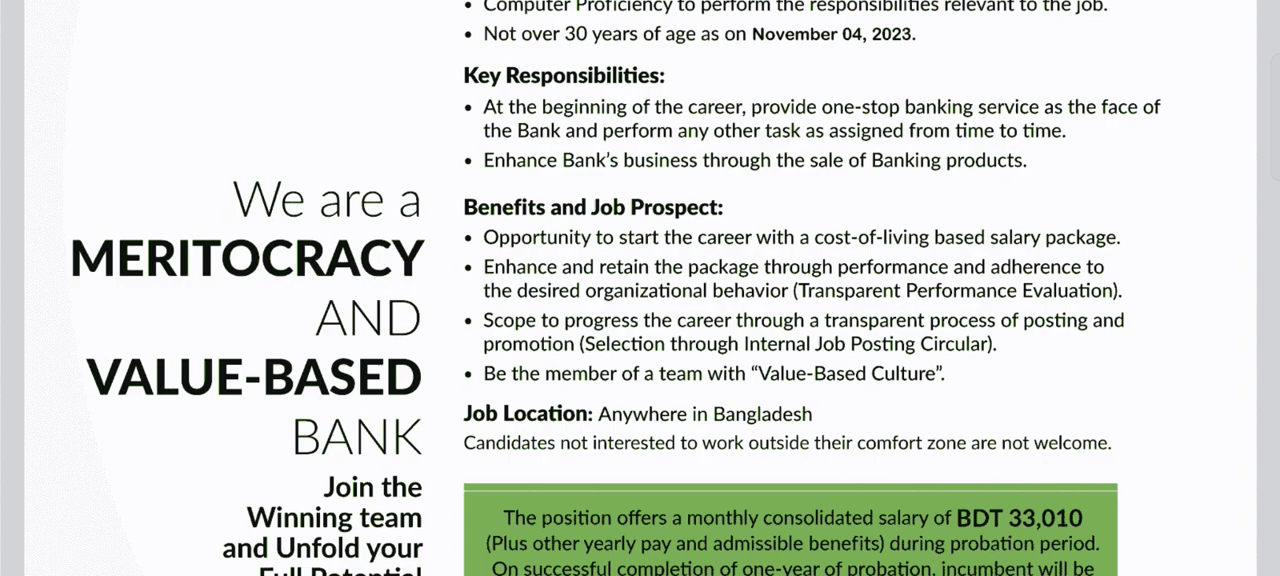 • Computer Proficiency to perform the responsibilities relevant to the job.
• Not over 30 years of age as on November 04, 2023.
Key Responsibilities:
• At the beginning of the career, provide one-stop banking service as the face of
the Bank and perform any other task as assigned from time to time.
• Enhance Bank's business through the sale of Banking products.
Benefits and Job Prospect:
• Opportunity to start the career with a cost-of-living based salary package.
• Enhance and retain the package through performance and adherence to
the desired organizational behavior (Transparent Performance Evaluation).
• Scope to progress the career through a transparent process of posting and
promotion (Selection through Internal Job Posting Circular).
• Be the member of a team with “Value-Based Culture”.
Job Location: Anywhere in Bangladesh
Candidates not interested to work outside their comfort zone are not welcome.
The position offers a monthly consolidated salary of BDT 33,010
(Plus other yearly pay and admissible benefits) during probation period.
On successful completion of one-year of probation, incumbent will be
We are a
MERITOCRACY
AND
VALUE-BASED
BANK
Join the
Winning team
and Unfold your
Full Potential